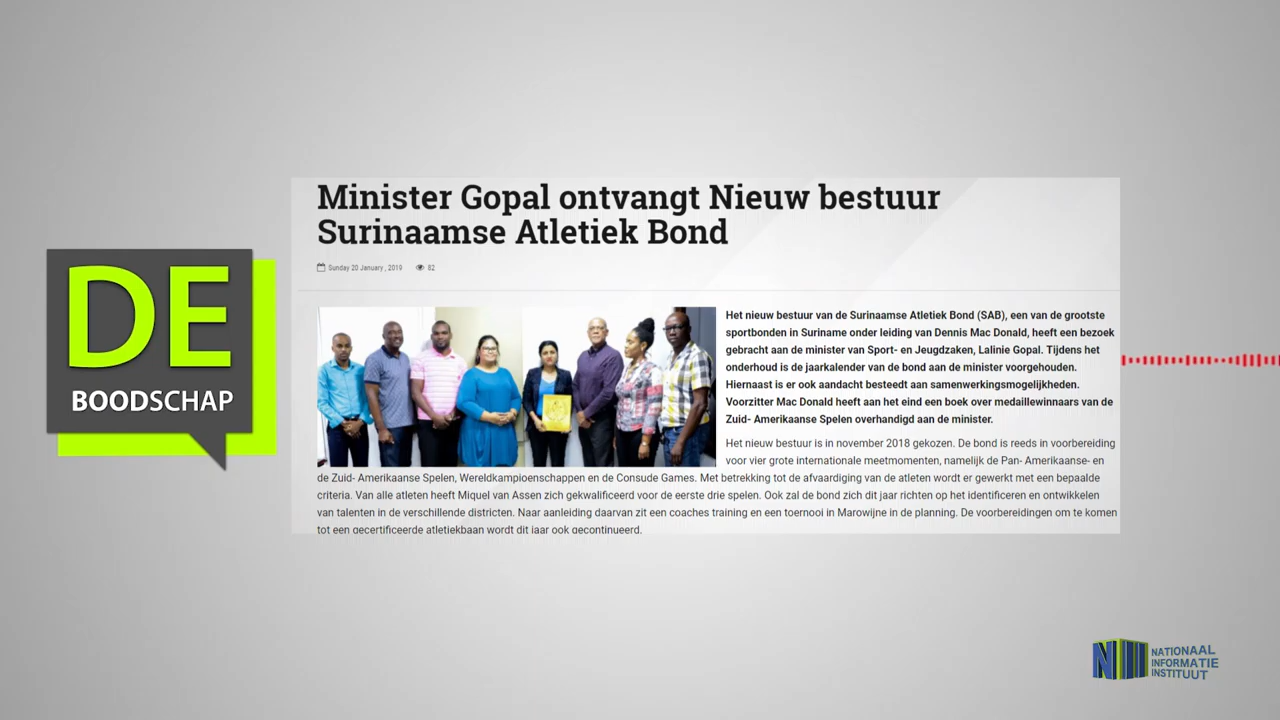 Minister Gopal ontvangt Nieuw bestuur
Surinaamse Atletiek Bond
Sunday 20 January , 2019 82
DE
BOODSCHAP
Het nieuw bestuur van de Surinaamse Atletiek Bond (SAB), een van de grootste
sportbonden in Suriname onder leiding van Dennis Mac Donald, heeft een bezoek
gebracht aan de minister van Sport- en Jeugdzaken, Lalinie Gopal. Tijdens het
onderhoud is de jaarkalender van de bond aan de minister voorgehouden.
Hiernaast is er ook aandacht besteedt aan samenwerkingsmogelijkheden.
Voorzitter Mac Donald heeft aan het eind een boek over medaillewinnaars van de
Zuid- Amerikaanse Spelen overhandigd aan de minister.
Het nieuw bestuur is in november 2018 gekozen. De bond is reeds in voorbereiding
voor vier grote internationale meetmomenten, namelijk de Pan- Amerikaanse- en
de Zuid- Amerikaanse Spelen, Wereldkampioenschappen en de Consude Games. Met betrekking tot de afvaardiging van de atleten wordt er gewerkt met een bepaalde
criteria. Van alle atleten heeft Miquel van Assen zich gekwalificeerd voor de eerste drie spelen. Ook zal de bond zich dit jaar richten op het identificeren en ontwikkelen
van talenten in de verschillende districten. Naar aanleiding daarvan zit een coaches training en een toernooi in Marowijne in de planning. De voorbereidingen om te komen
tot een gecertificeerde atletiekbaan wordt dit jaar ook gecontinueerd.
NII
NATIONAAL
INFORMATIE
INSTITUUT